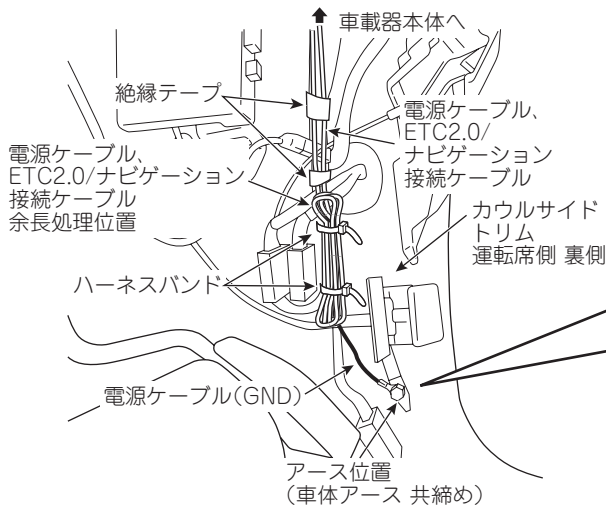 車載器本体へ
絶縁テープ
電源ケーブル、
ETC2.0/
ナビゲーション
接続ケーブル
電源ケーブル、
ETC2.0/ナビゲーション
接続ケーブル
余長処理位置
カウルサイド
トリム
運転席側 裏側
ハーネスバンド
電源ケーブル(GND)
アース位置
(車体アース 共締め)